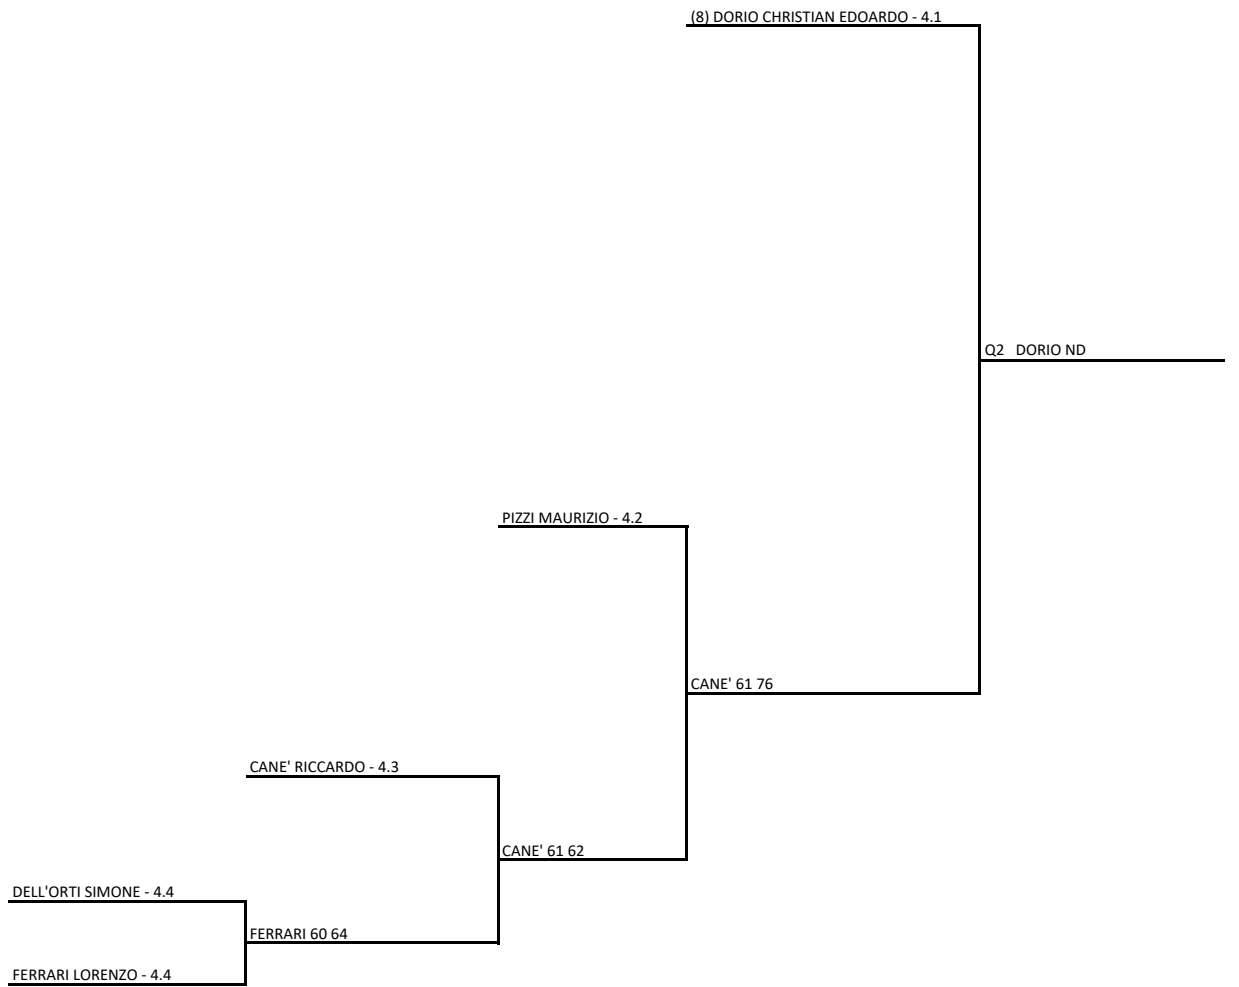 (8) DORIO CHRISTIAN EDOARDO - 4.1
Q2 DORIO ND
PIZZI MAURIZIO - 4.2
CANE' 61 76
CANE' RICCARDO - 4.3
CANE' 61 62
DELL'ORTI SIMONE - 4.4
FERRARI 60 64
FERRARI LORENZO - 4.4